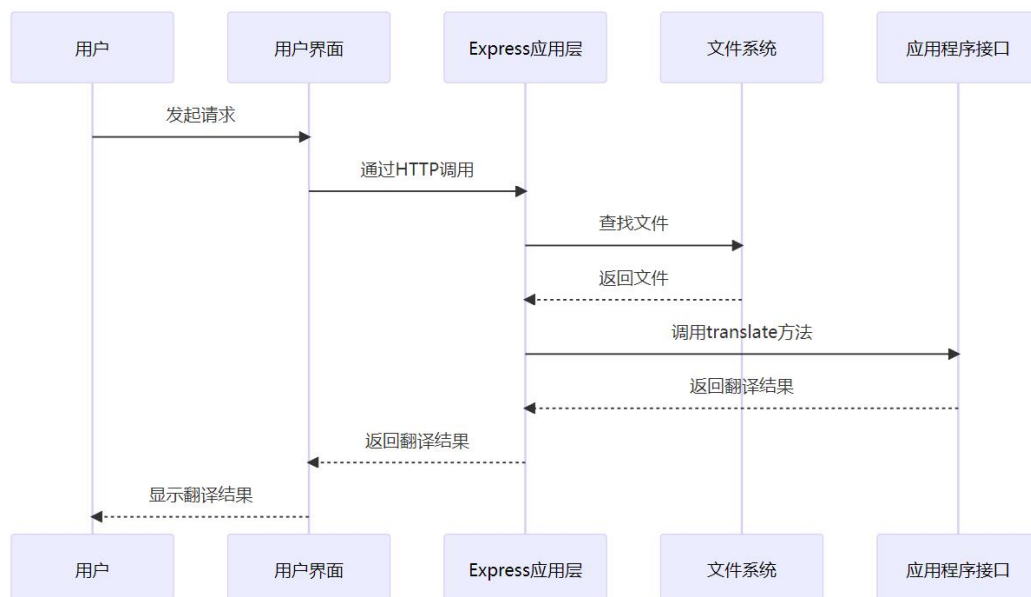 用户
用户界面
Express应用层
文件系统
应用程序接口
发起请求
通过HTTP调用
查找文件
返回文件
调用translate方法
返回翻译结果
返回翻译结果
显示翻译结果
用户
用户界面
Express应用层
文件系统
应用程序接口